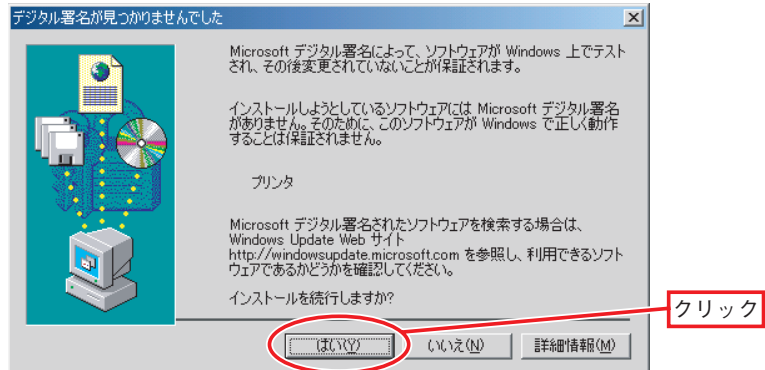 デジタル署名が見つかりませんでした
Microsoft デジタル署名によって、ソフトウェアが Windows 上でテスト
され、その後変更されていないことが保証されます。
インストールしようとしているソフトウェアには Microsoft デジタル署名
がありません。そのために、このソフトウェアが Windows で正しく動作
することは保証されません。
プリンタ
Microsoft デジタル署名されたソフトウェアを検索する場合は、
Windows Update Web サイト
http://windowsupdate.microsoft.com を参照し、利用できるソフト
ウェアであるかどうかを確認してください。
インストールを続行しますか?
クリック
はい(Y) いいえ(N) 詳細情報(M)